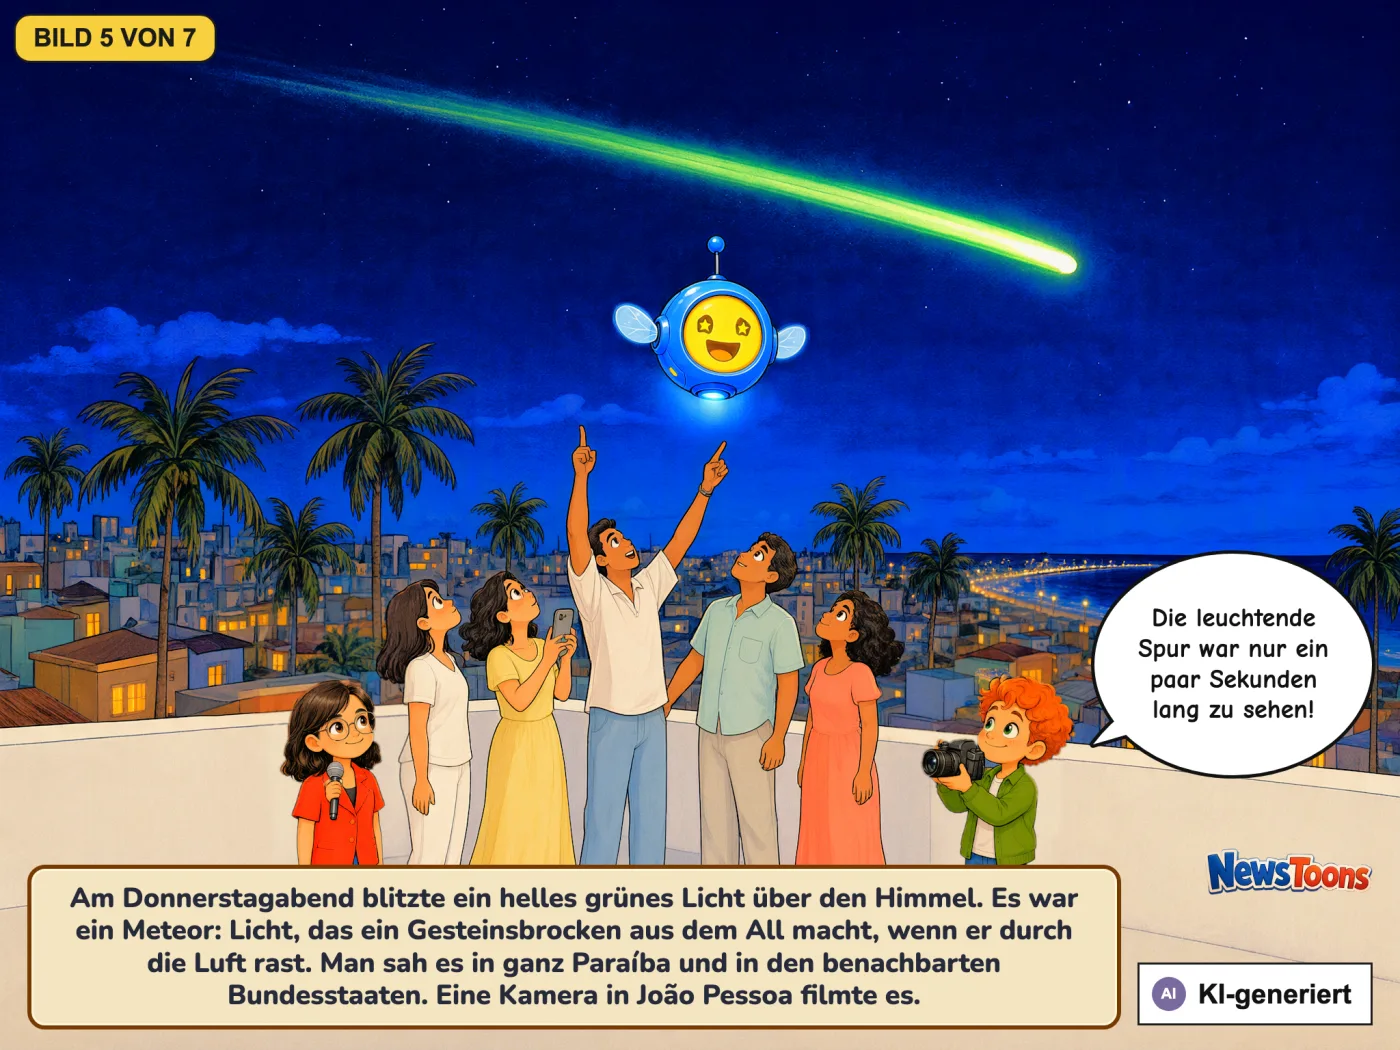 BILD 5 VON 7
Die leuchtende
Spur war nur ein
paar Sekunden
lang zu sehen!
NewsToons
Am Donnerstagabend blitzte ein helles grünes Licht über den Himmel. Es war
ein Meteor: Licht, das ein Gesteinsbrocken aus dem All macht, wenn er durch
die Luft rast. Man sah es in ganz Paraíba und in den benachbarten
Bundesstaaten. Eine Kamera in João Pessoa filmte es.
AI KI-generiert